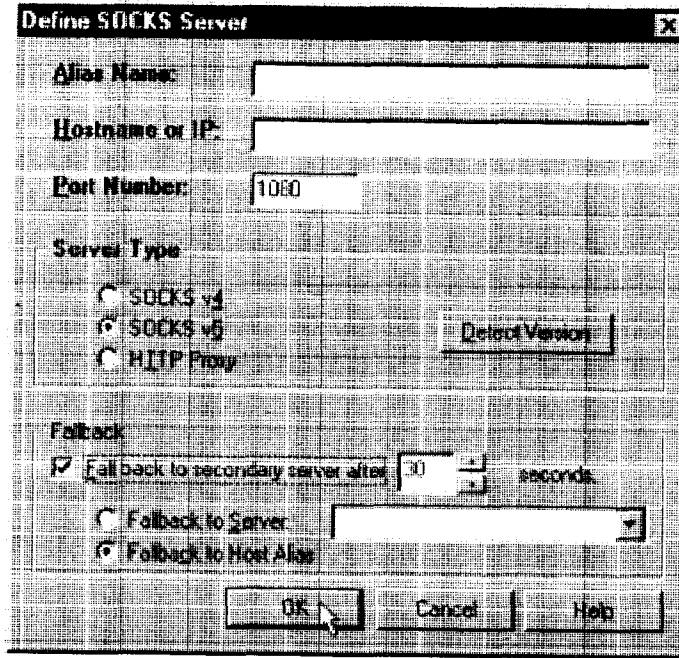 Define SOCKS Server
Alias Name:
Hostname or IP:
Port Number: 1080
Server Type
SOCKS v4
SOCKS v5
HTTP Proxy
Detect Version
Fallback
Fall back to secondary server after 30 seconds.
Fallback to Server:
Fallback to Host Alias
OK Cancel Help